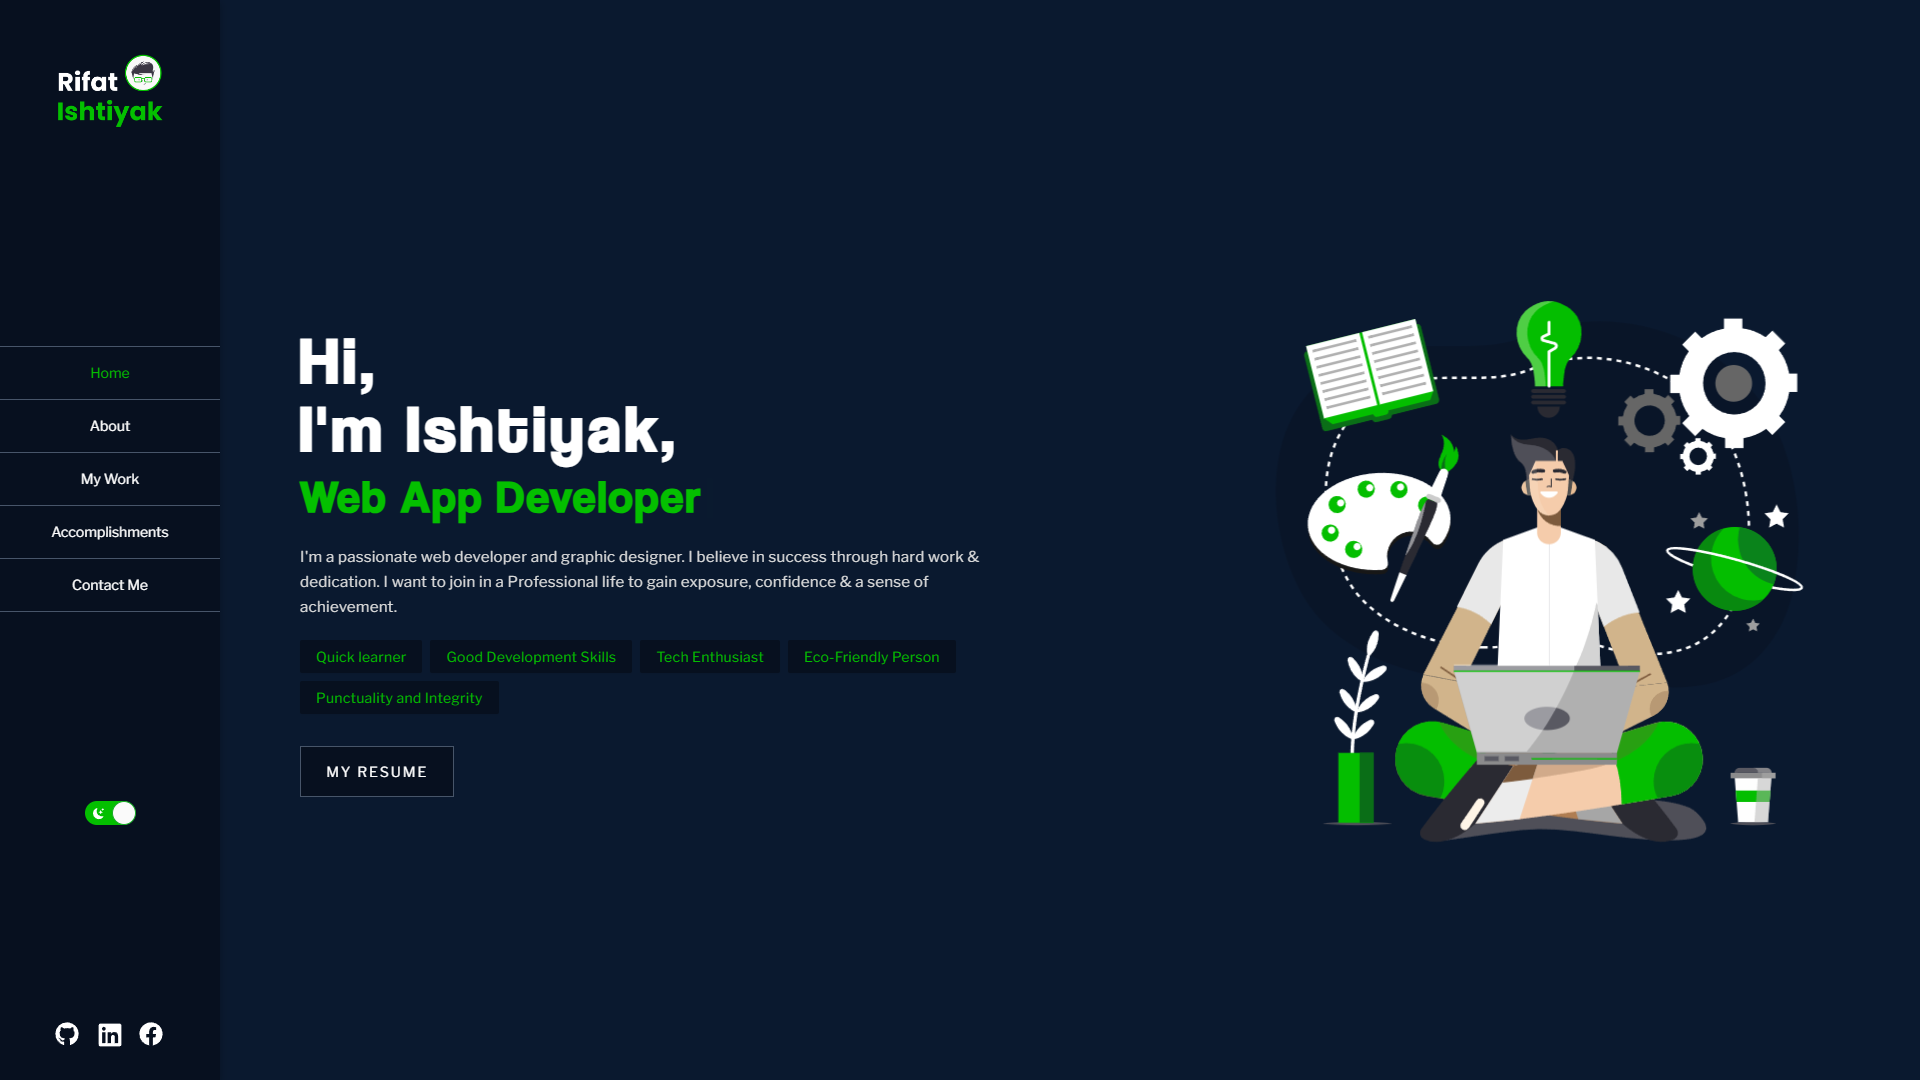 Rifat
Ishtiyak
Home
About
My Work
Accomplishments
Contact Me
Hi,
I'm Ishtiyak,
Web App Developer
I'm a passionate web developer and graphic designer. I believe in success through hard work &
dedication. I want to join in a Professional life to gain exposure, confidence & a sense of
achievement.
Quick learner
Good Development Skills
Tech Enthusiast
Eco-Friendly Person
Punctuality and Integrity
MY RESUME